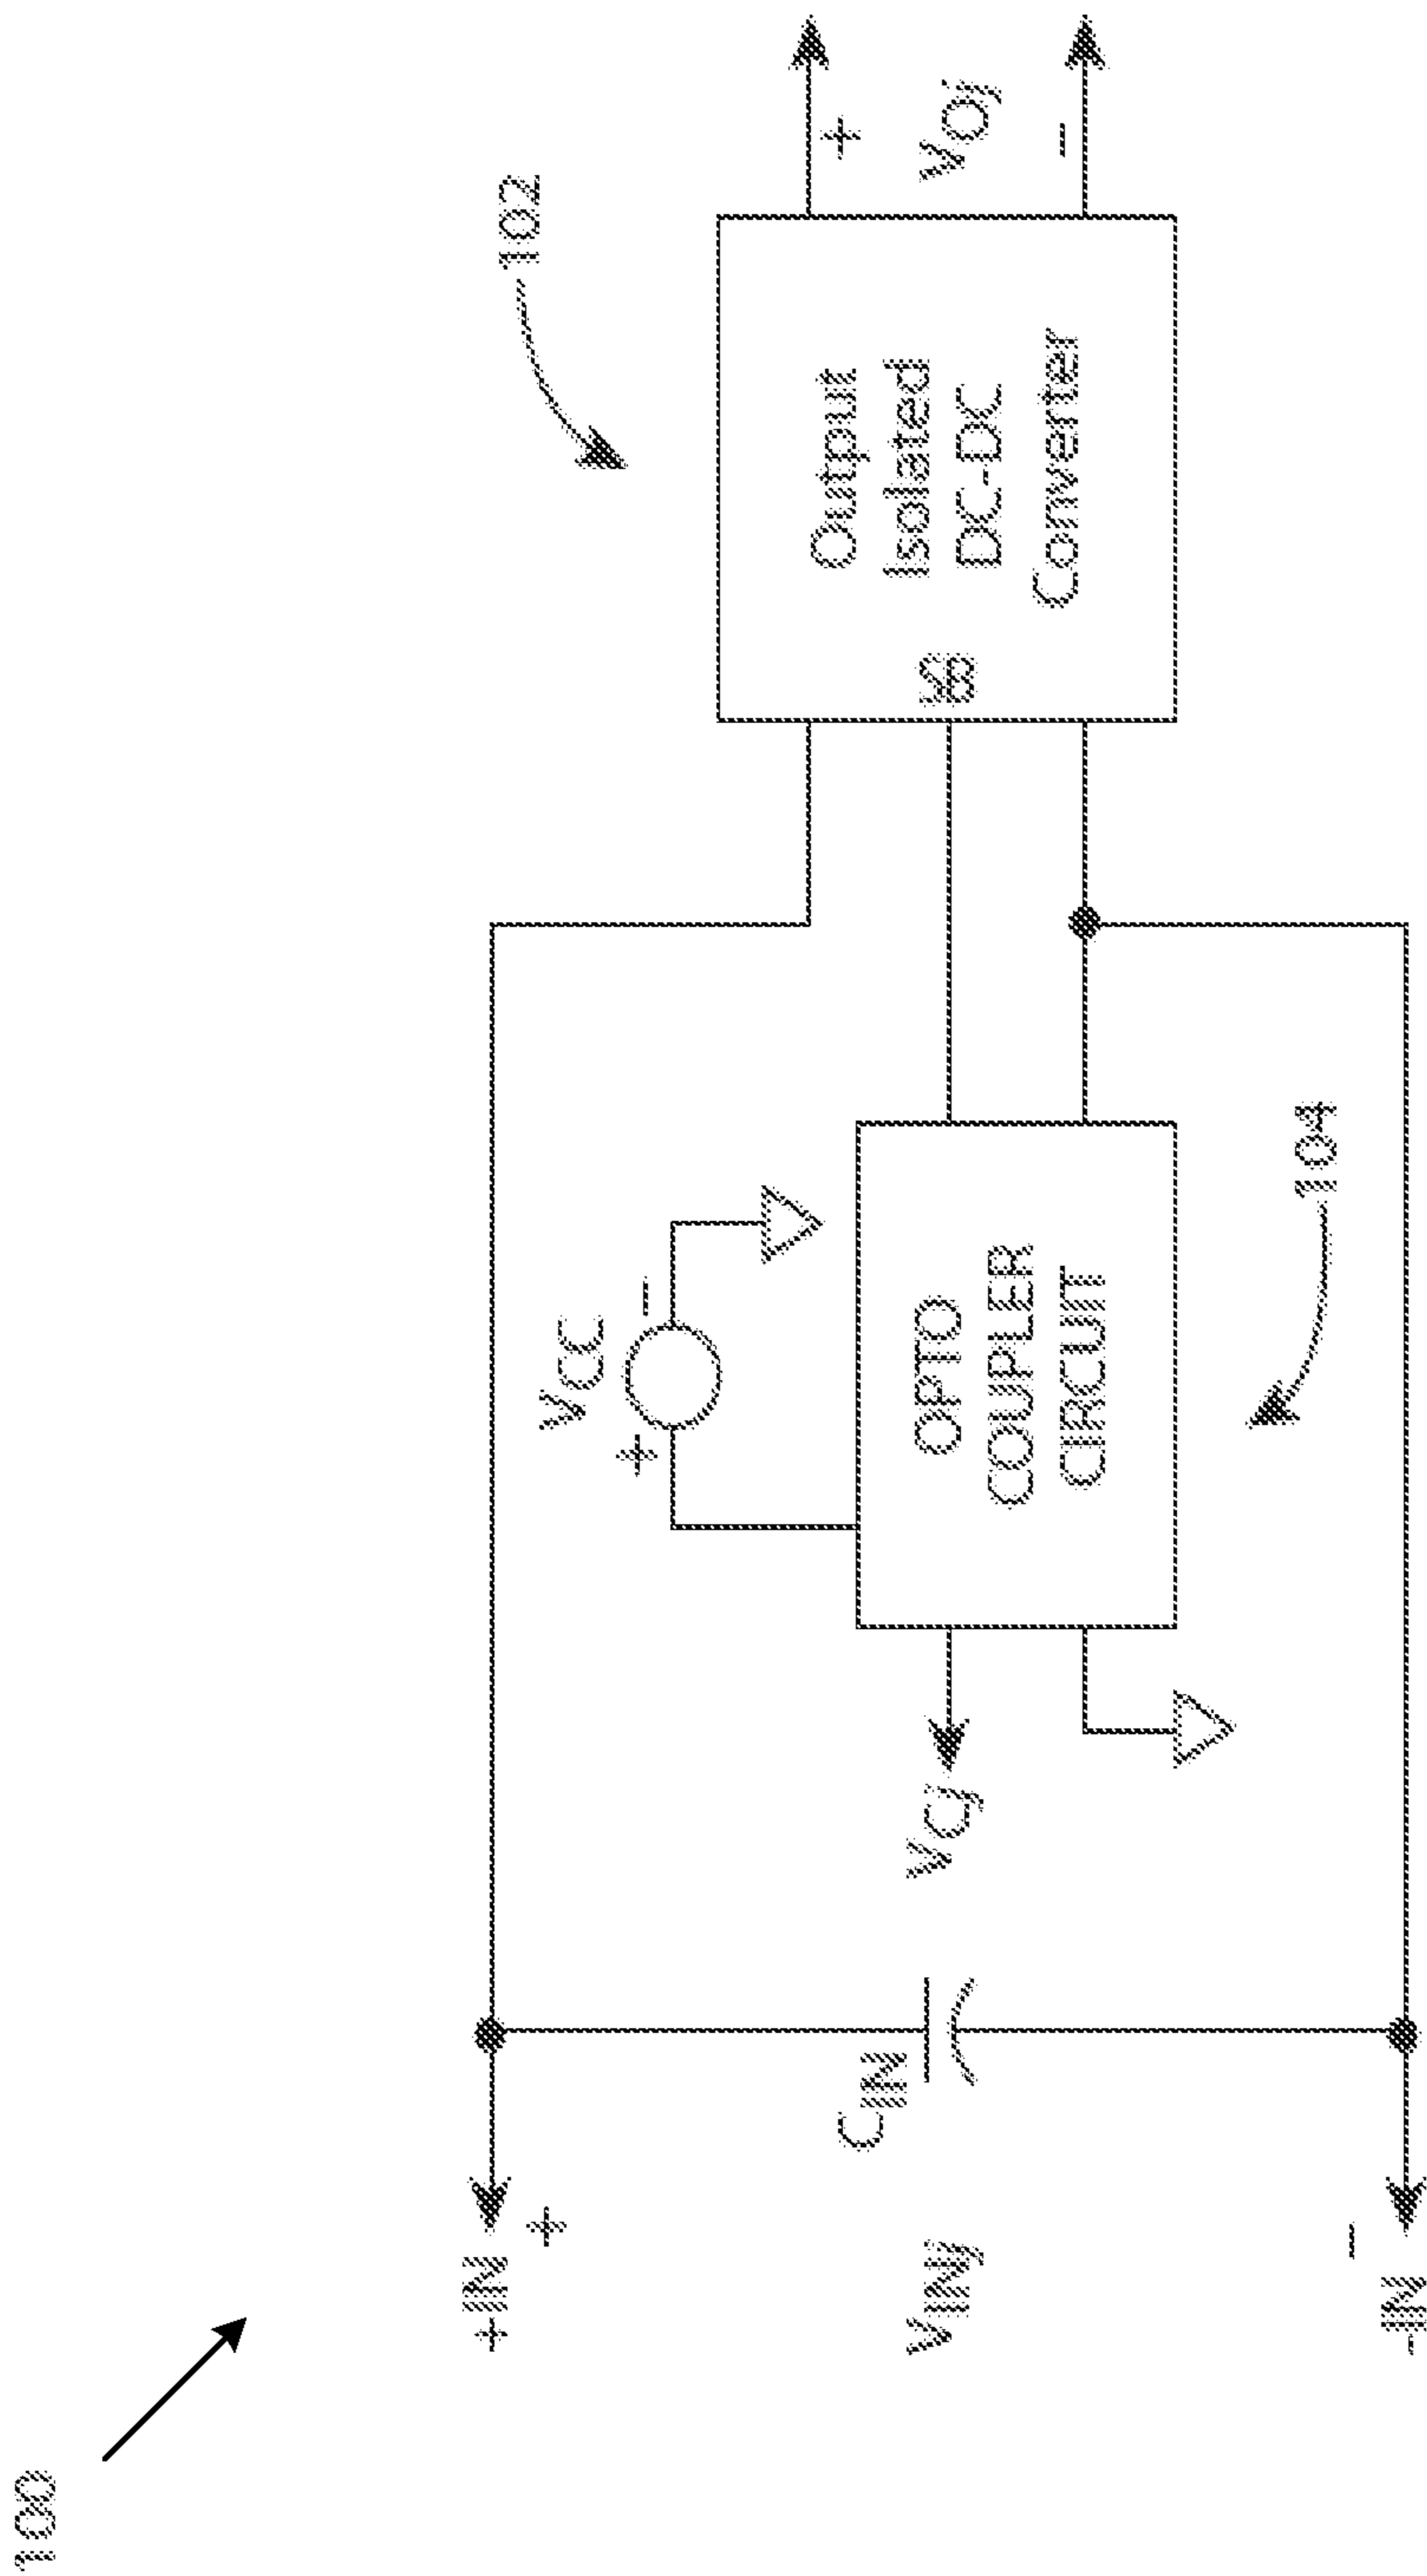 100
102
+IN
+
VCC
+
-
+
Output
Isolated
DC-DC
Converter
SB
VOj
-
VINj
CIN
VCj
OPTO
COUPLER
CIRCUIT
104
-
-IN